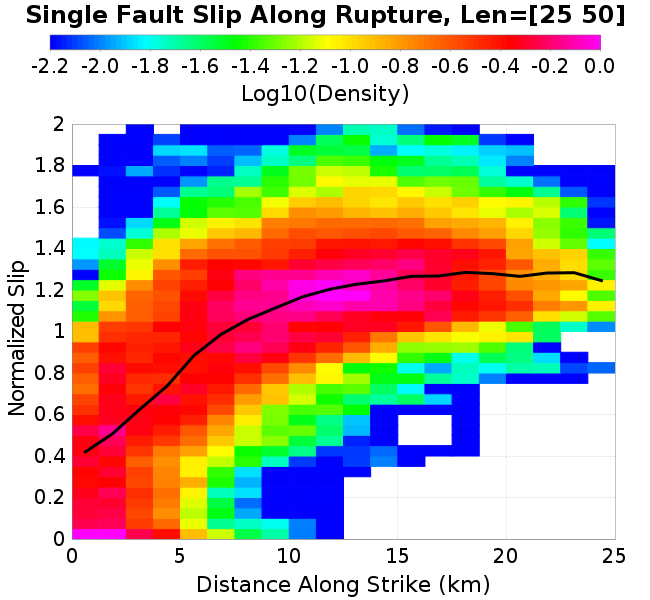 Single Fault Slip Along Rupture, Len=[25 50]
-2.2 -2.0 -1.8 -1.6 -1.4 -1.2 -1.0 -0.8 -0.6 -0.4 -0.2 0.0
Log10(Density)
2
1.8
1.6
1.4
1.2
1
0.8
0.6
0.4
0.2
0
Normalized Slip
0 5 10 15 20 25
Distance Along Strike (km)